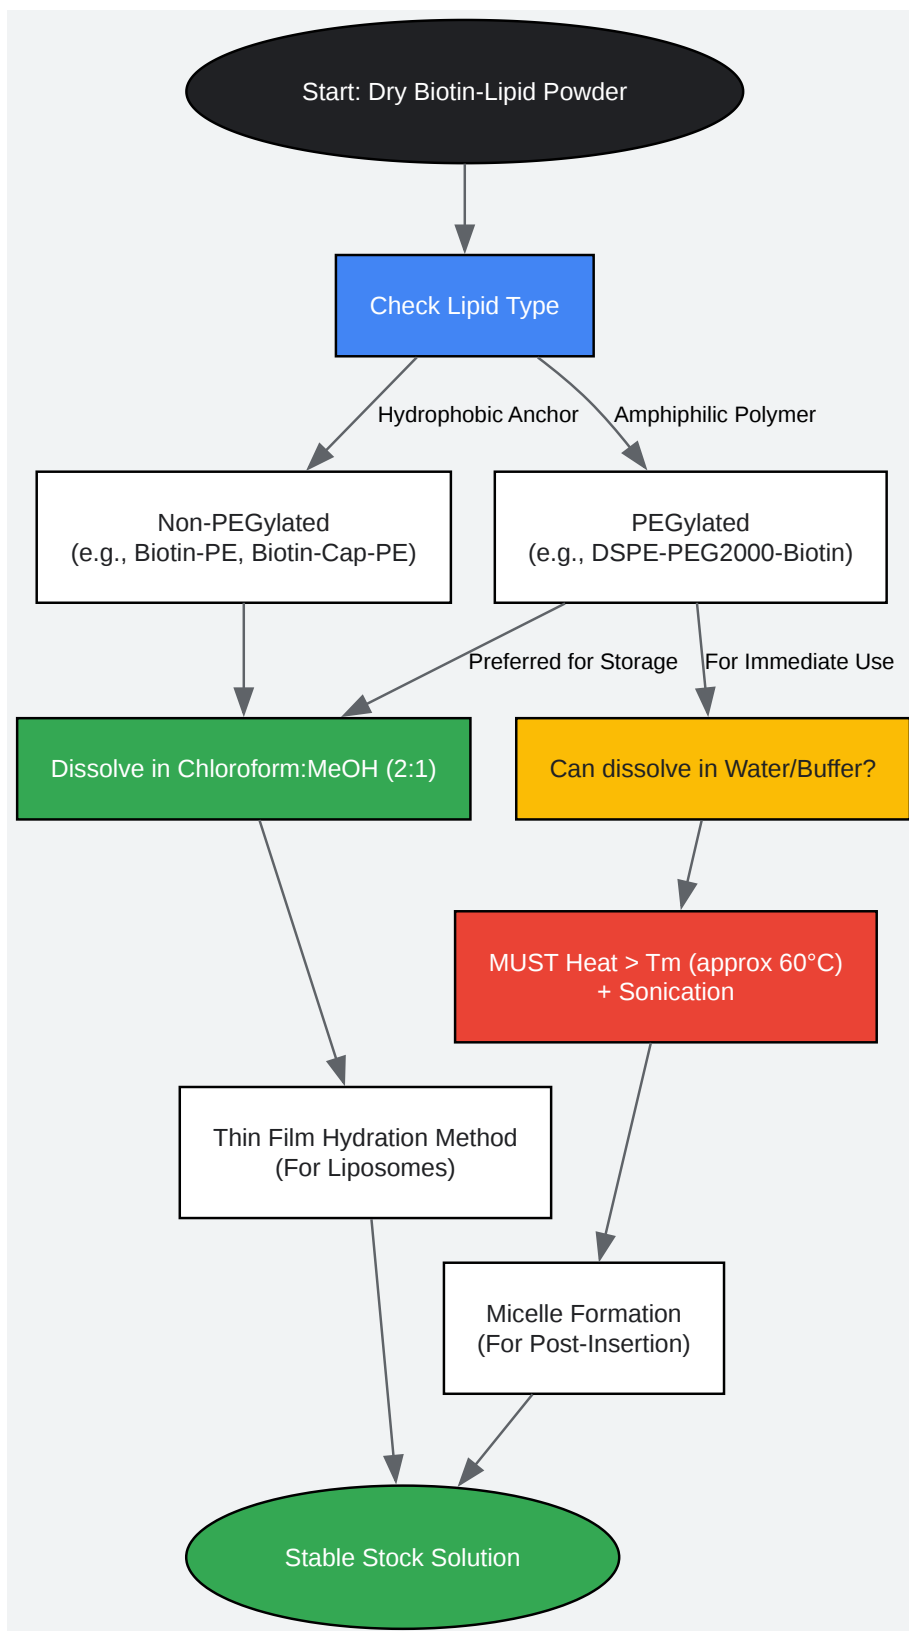 Start: Dry Biotin-Lipid Powder
Check Lipid Type
Hydrophobic Anchor
Amphiphilic Polymer
Non-PEGylated
(e.g., Biotin-PE, Biotin-Cap-PE)
PEGylated
(e.g., DSPE-PEG2000-Biotin)
Preferred for Storage
For Immediate Use
Dissolve in Chloroform:MeOH (2:1)
Can dissolve in Water/Buffer?
MUST Heat > Tm (approx 60°C)
+ Sonication
Thin Film Hydration Method
(For Liposomes)
Micelle Formation
(For Post-Insertion)
Stable Stock Solution